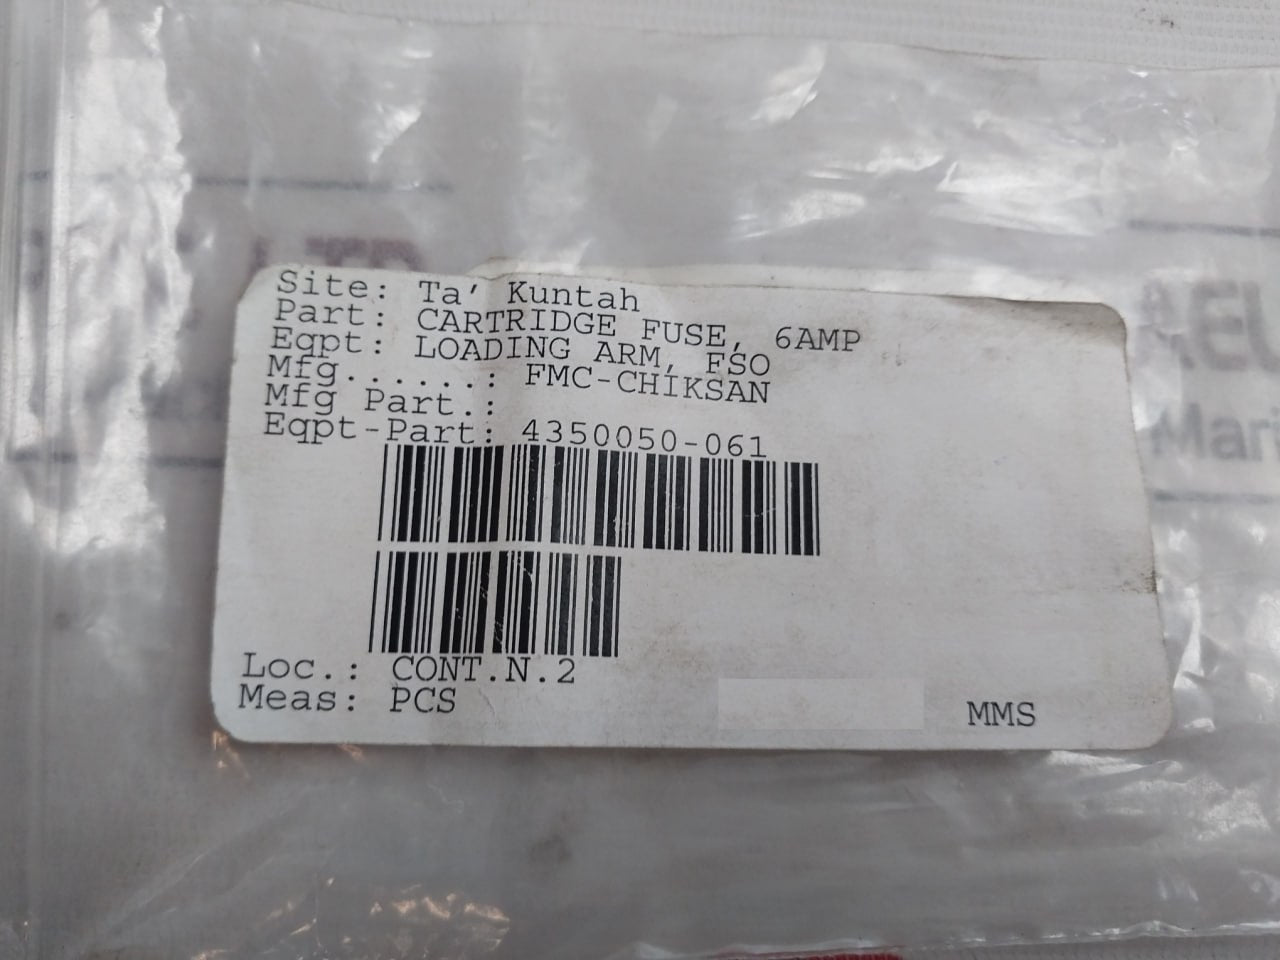 Site: Ta' Kuntah
Part: CARTRIDGE FUSE, 6AMP
Eqpt: LOADING ARM, FSO
Mfg......: FMC-CHIKSAN
Mfg Part.:
Eqpt-Part: 4350050-061
Loc.: CONT.N.2
Meas: PCS
MMS